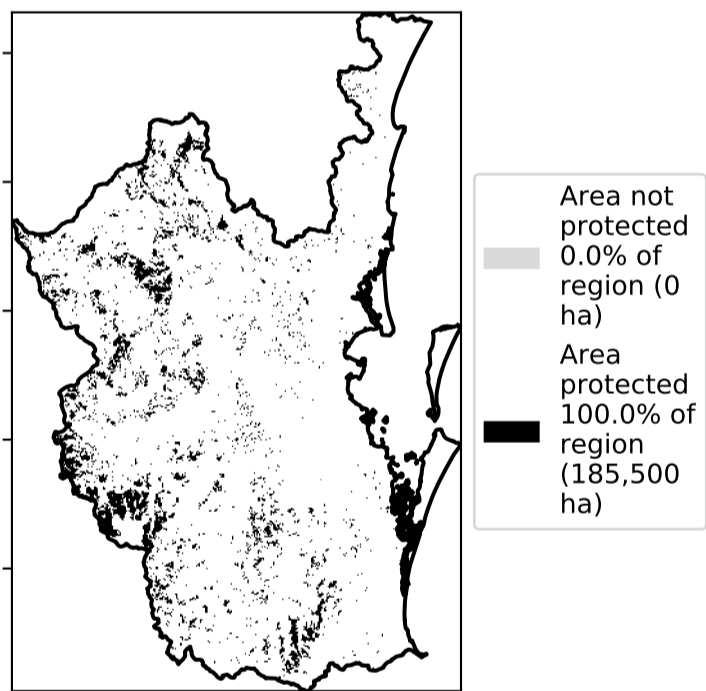 Area not
protected
0.0% of
region (0
ha)
Area
protected
100.0% of
region
(185,500
ha)